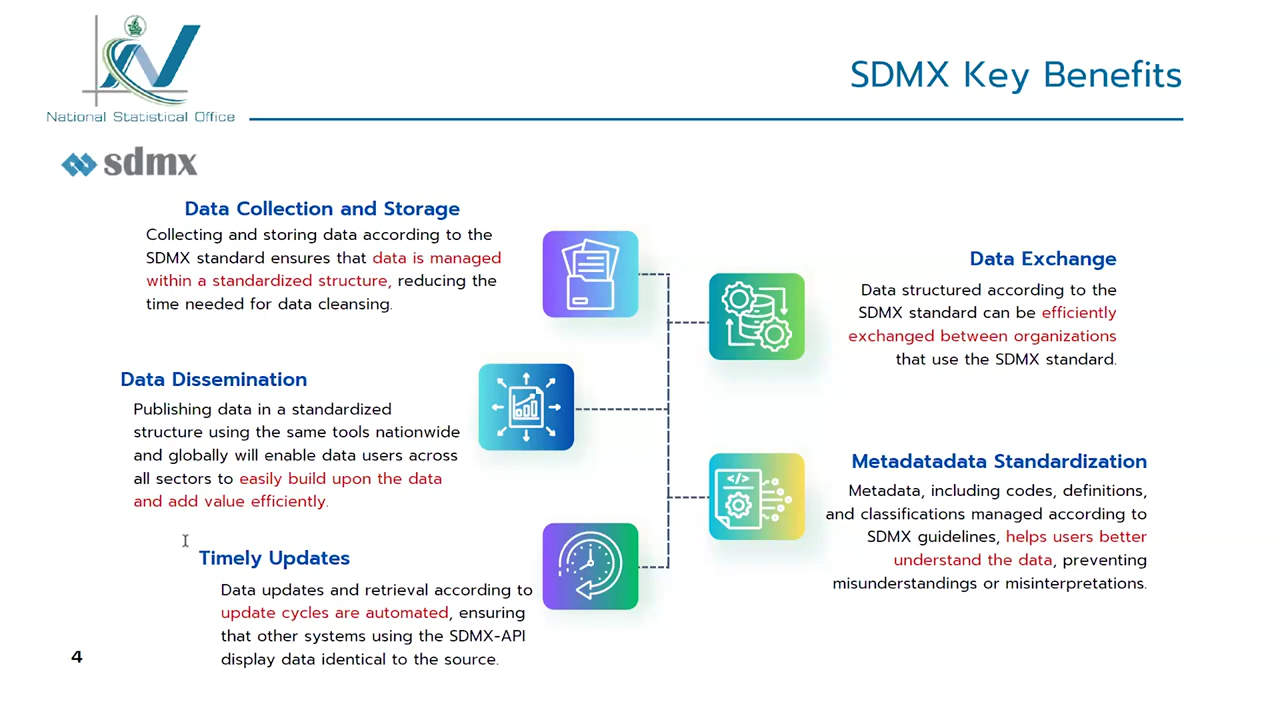 National Statistical Office
SDMX Key Benefits
sdmx
Data Collection and Storage
Collecting and storing data according to the
SDMX standard ensures that data is managed
within a standardized structure, reducing the
time needed for data cleansing.
Data Exchange
Data structured according to the
SDMX standard can be efficiently
exchanged between organizations
that use the SDMX standard.
Data Dissemination
Publishing data in a standardized
structure using the same tools nationwide
and globally will enable data users across
all sectors to easily build upon the data
and add value efficiently.
Metadatadata Standardization
Metadata, including codes, definitions,
and classifications managed according to
SDMX guidelines, helps users better
understand the data, preventing
misunderstandings or misinterpretations.
Timely Updates
Data updates and retrieval according to
update cycles are automated, ensuring
that other systems using the SDMX-API
display data identical to the source.
4